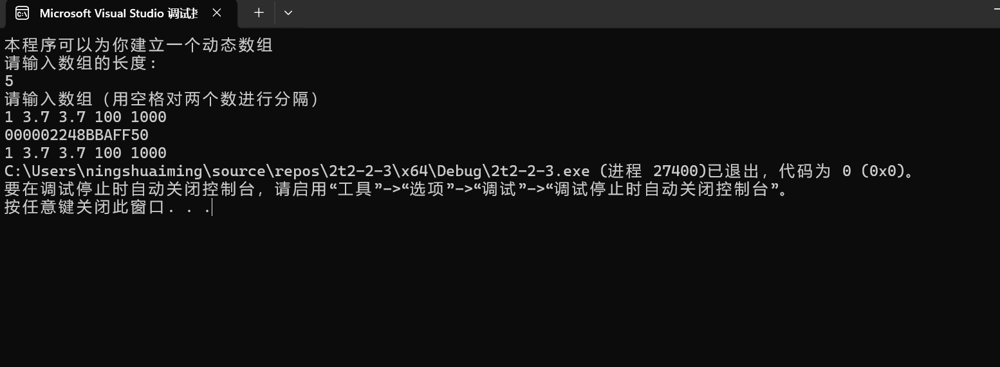 Microsoft Visual Studio 调试
本程序可以为你建立一个动态数组
请输入数组的长度:
5
请输入数组（用空格对两个数进行分隔）
1 3.7 3.7 100 1000
000002248BBAFF50
1 3.7 3.7 100 1000
C:\Users\ningshuaiming\source\repos\2t2-2-3\x64\Debug\2t2-2-3.exe (进程 27400)已退出，代码为 0 (0x0)。
要在调试停止时自动关闭控制台，请启用“工具”->“选项”->“调试”->“调试停止时自动关闭控制台”。
按任意键关闭此窗口. . .